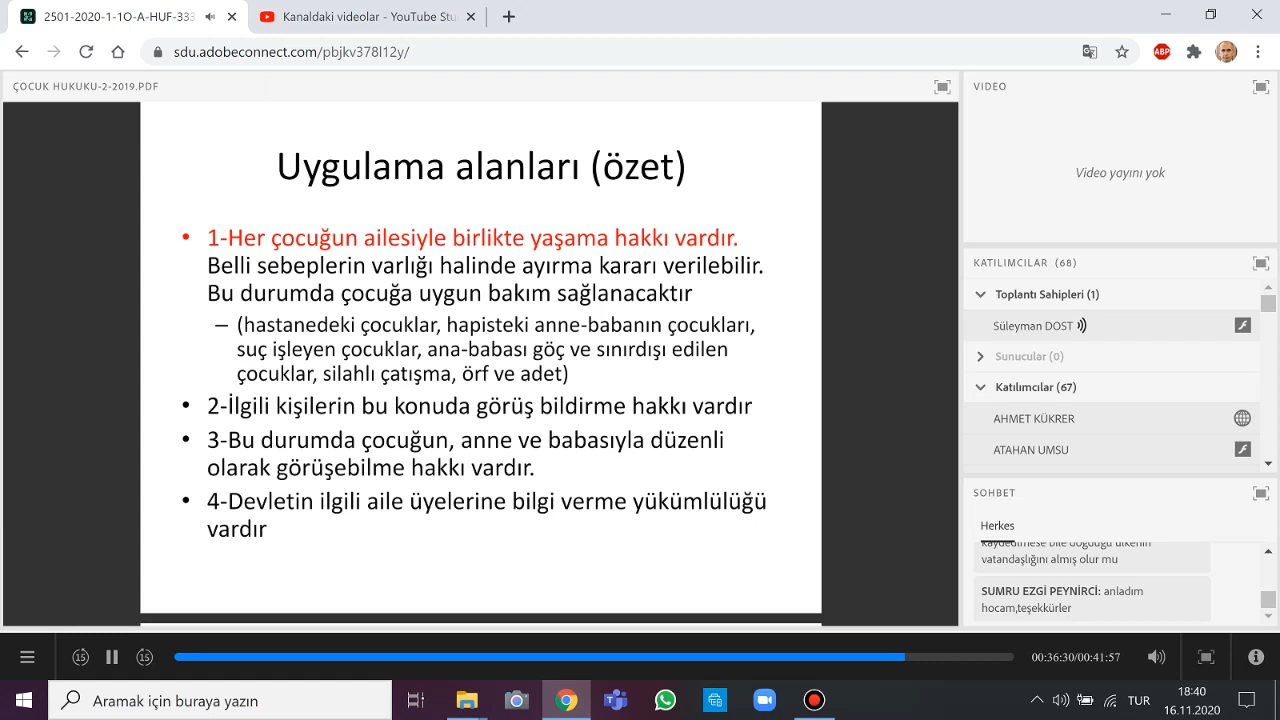 2501-2020-1-1O-A-HUF-333
Kanaldaki videolar - YouTube Stu
sdu.adobeconnect.com/pbjkv378l12y/
ABP
ÇOCUK HUKUKU-2-2019.PDF
Uygulama alanları (özet)
• 1-Her çocuğun ailesiyle birlikte yaşama hakkı vardır.
Belli sebeplerin varlığı halinde ayırma kararı verilebilir.
Bu durumda çocuğa uygun bakım sağlanacaktır
– (hastanedeki çocuklar, hapisteki anne-babanın çocukları,
suç işleyen çocuklar, ana-babası göç ve sınırdışı edilen
çocuklar, silahlı çatışma, örf ve adet)
• 2-İlgili kişilerin bu konuda görüş bildirme hakkı vardır
• 3-Bu durumda çocuğun, anne ve babasıyla düzenli
olarak görüşebilme hakkı vardır.
• 4-Devletin ilgili aile üyelerine bilgi verme yükümlülüğü
vardır
VIDEO
Video yayını yok
KATILIMCILAR (68)
Toplantı Sahipleri (1)
Süleyman DOST
Sunucular (0)
Katılımcılar (67)
AHMET KÜKRER
ATAHAN UMSU
SOHBET
Herkes
kaydedilmese bile doğduğu ülkenin
vatandaşlığını almış olur mu
SUMRU EZGİ PEYNİRCİ: anladım
hocam,teşekkürler
15
15
00:36:30/00:41:57
Aramak için buraya yazın
TUR
18:40
16.11.2020